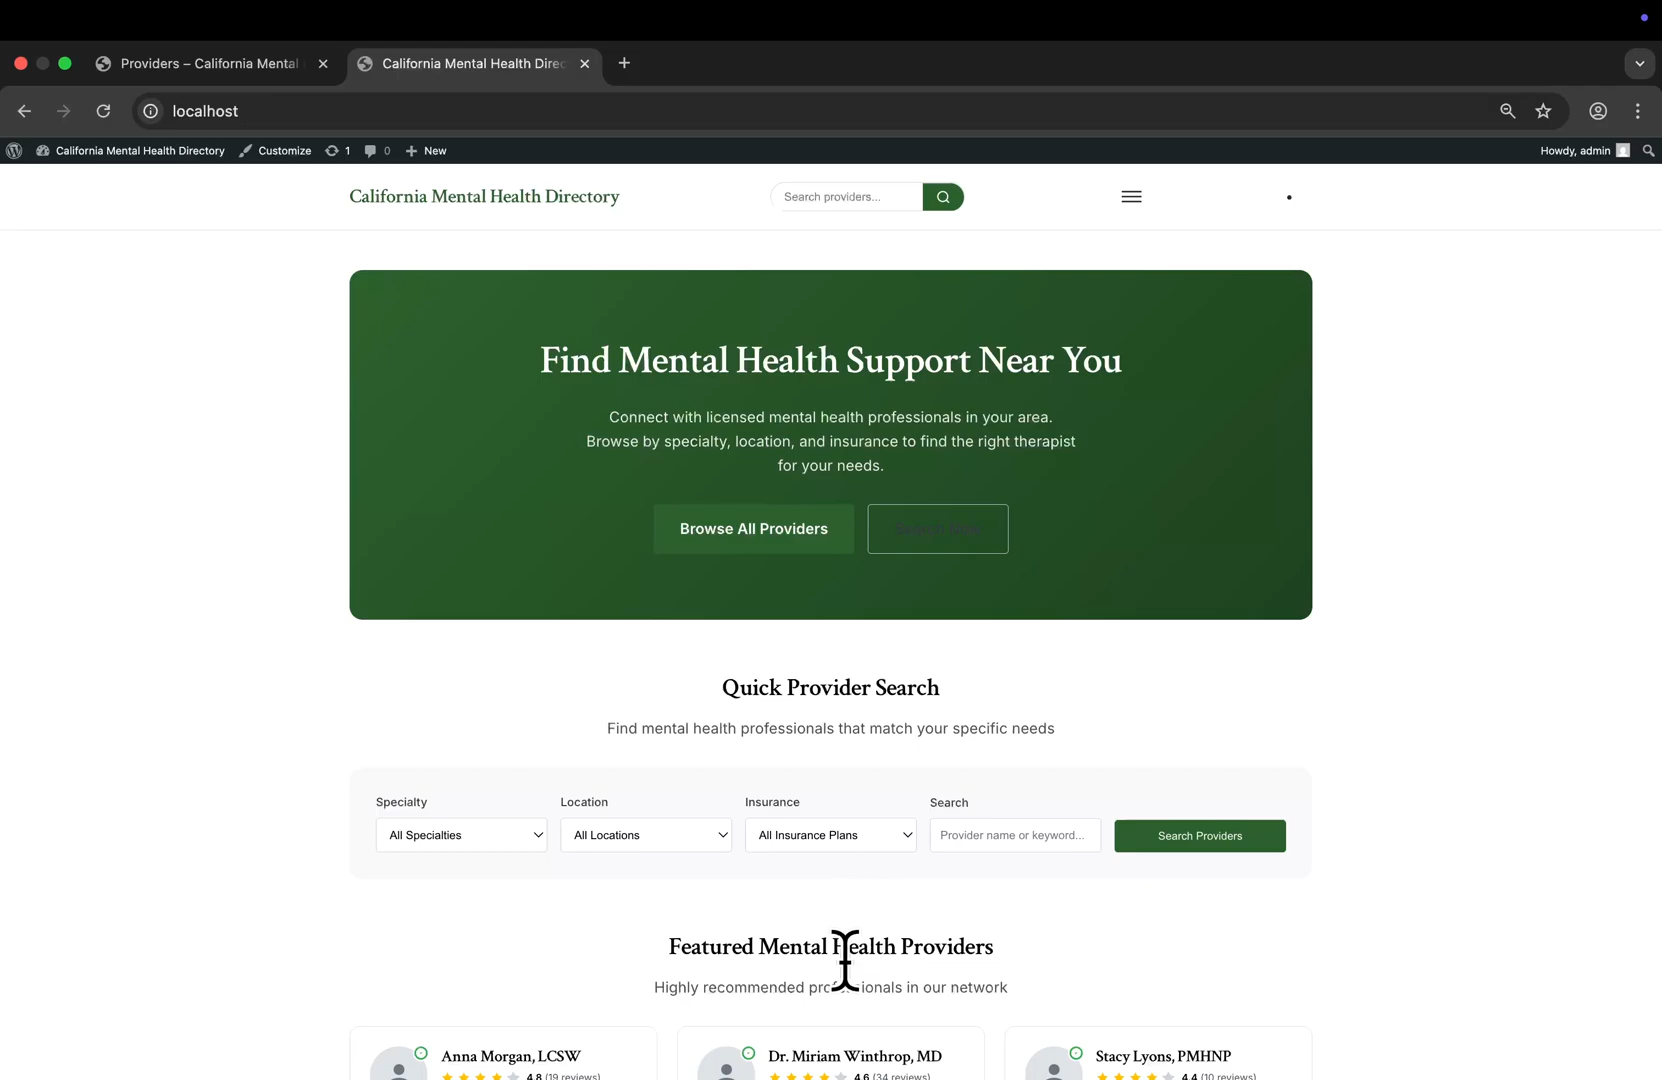 Providers – California Mental
California Mental Health Direc
localhost
California Mental Health Directory
Customize
1
0
New
Howdy, admin
California Mental Health Directory
Search providers...
Find Mental Health Support Near You
Connect with licensed mental health professionals in your area.
Browse by specialty, location, and insurance to find the right therapist
for your needs.
Browse All Providers
Quick Provider Search
Find mental health professionals that match your specific needs
Specialty
Location
Insurance
Search
All Specialties
All Locations
All Insurance Plans
Provider name or keyword...
Search Providers
Featured Mental Health Providers
Highly recommended professionals in our network
Anna Morgan, LCSW
Dr. Miriam Winthrop, MD
Stacy Lyons, PMHNP
4.8 (19 reviews)
4.6 (34 reviews)
4.4 (10 reviews)